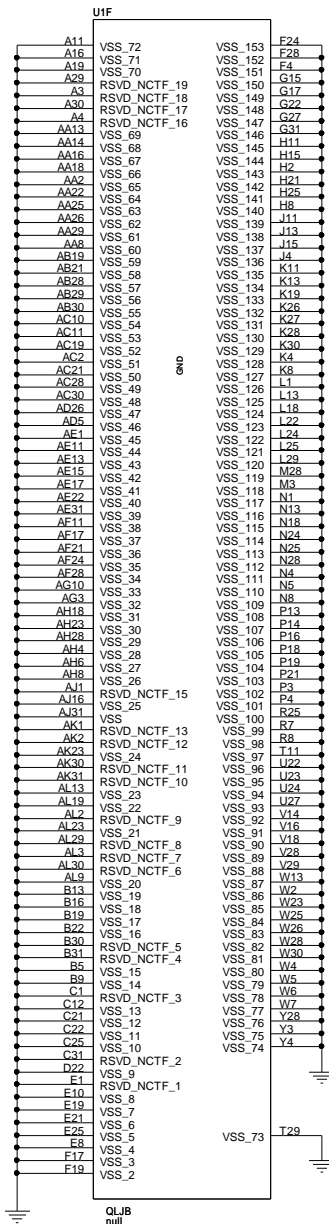 U1F
A11 VSS_72 VSS_153 F24
A16 VSS_71 VSS_152 F28
A19 VSS_70 VSS_151 F4
A29 RSVD_NCTF_19 VSS_150 G15
A3 RSVD_NCTF_18 VSS_149 G17
A30 RSVD_NCTF_17 VSS_148 G22
A4 RSVD_NCTF_16 VSS_147 G27
AA13 VSS_69 VSS_146 G31
AA14 VSS_68 VSS_145 H11
AA16 VSS_67 VSS_144 H15
AA18 VSS_66 VSS_143 H2
AA2 VSS_65 VSS_142 H21
AA22 VSS_64 VSS_141 H25
AA25 VSS_63 VSS_140 H8
AA26 VSS_62 VSS_139 J11
AA29 VSS_61 VSS_138 J13
AA8 VSS_60 VSS_137 J15
AB19 VSS_59 VSS_136 J4
AB21 VSS_58 VSS_135 K11
AB28 VSS_57 VSS_134 K13
AB29 VSS_56 VSS_133 K19
AB30 VSS_55 VSS_132 K26
AC10 VSS_54 VSS_131 K27
AC11 VSS_53 VSS_130 K28
AC19 VSS_52 VSS_129 K30
AC2 VSS_51 VSS_128 K4
AC21 VSS_50 VSS_127 K8
AC28 VSS_49 VSS_126 L1
AC30 VSS_48 VSS_125 L13
AD26 VSS_47 VSS_124 L18
AD5 VSS_46 VSS_123 L22
AE1 VSS_45 VSS_122 L24
AE11 VSS_44 VSS_121 L25
AE13 VSS_43 VSS_120 L29
AE15 VSS_42 VSS_119 M28
AE17 VSS_41 VSS_118 M3
AE22 VSS_40 VSS_117 N1
AE31 VSS_39 VSS_116 N13
AF11 VSS_38 VSS_115 N18
AF17 VSS_37 VSS_114 N24
AF21 VSS_36 VSS_113 N25
AF24 VSS_35 VSS_112 N28
AF28 VSS_34 VSS_111 N4
AG10 VSS_33 VSS_110 N5
AG3 VSS_32 VSS_109 N8
AH18 VSS_31 VSS_108 P13
AH23 VSS_30 VSS_107 P14
AH28 VSS_29 VSS_106 P16
AH4 VSS_28 VSS_105 P18
AH6 VSS_27 VSS_104 P19
AH8 VSS_26 VSS_103 P21
AJ1 RSVD_NCTF_15 VSS_102 P3
AJ16 VSS_25 VSS_101 P4
AJ31 VSS VSS_100 R25
AK1 RSVD_NCTF_13 VSS_99 R7
AK2 RSVD_NCTF_12 VSS_98 R8
AK23 VSS_24 VSS_97 T11
AK30 RSVD_NCTF_11 VSS_96 U22
AK31 RSVD_NCTF_10 VSS_95 U23
AL13 VSS_23 VSS_94 U24
AL19 VSS_22 VSS_93 U27
AL2 RSVD_NCTF_9 VSS_92 V14
AL23 VSS_21 VSS_91 V16
AL29 RSVD_NCTF_8 VSS_90 V18
AL3 RSVD_NCTF_7 VSS_89 V28
AL30 RSVD_NCTF_6 VSS_88 V29
AL9 VSS_20 VSS_87 W13
B13 VSS_19 VSS_86 W2
B16 VSS_18 VSS_85 W23
B19 VSS_17 VSS_84 W25
B22 VSS_16 VSS_83 W26
B30 RSVD_NCTF_5 VSS_82 W28
B31 RSVD_NCTF_4 VSS_81 W30
B5 VSS_15 VSS_80 W4
B9 VSS_14 VSS_79 W5
C1 RSVD_NCTF_3 VSS_78 W6
C12 VSS_13 VSS_77 W7
C21 VSS_12 VSS_76 Y28
C22 VSS_11 VSS_75 Y3
C25 VSS_10 VSS_74 Y4
C31 RSVD_NCTF_2
D22 VSS_9
E1 RSVD_NCTF_1
E10 VSS_8
E19 VSS_7
E21 VSS_6
E25 VSS_5 VSS_73 T29
E8 VSS_4
F17 VSS_3
F19 VSS_2
GND
QLJB
null